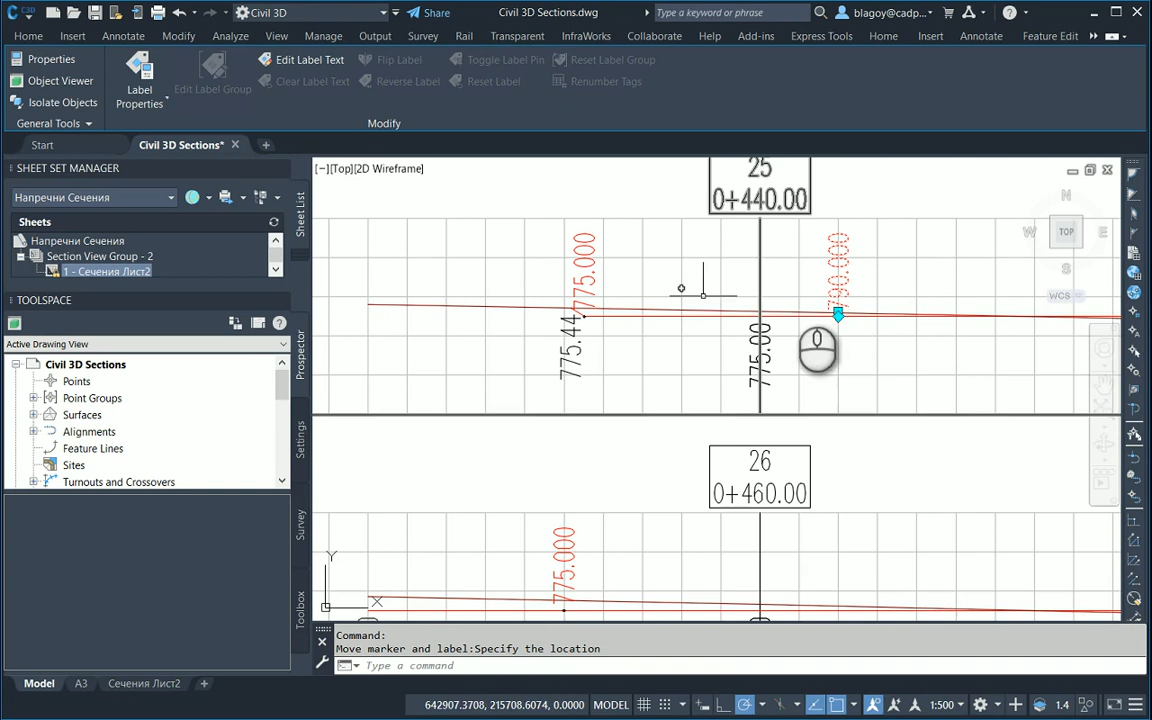 C3D
Civil 3D
Share
Civil 3D Sections.dwg
Type a keyword or phrase
blagoy@cadp...
Home
Insert
Annotate
Modify
Analyze
View
Manage
Output
Survey
Rail
Transparent
InfraWorks
Collaborate
Help
Add-ins
Express Tools
Home
Insert
Annotate
Feature Edit
Properties
Object Viewer
Isolate Objects
General Tools
Label Properties
Edit Label Group
Edit Label Text
Clear Label Text
Flip Label
Reverse Label
Toggle Label Pin
Reset Label
Reset Label Group
Renumber Tags
Modify
Start
Civil 3D Sections*
SHEET SET MANAGER
Напречни Сечения
Sheets
Напречни Сечения
Section View Group - 2
1 - Сечения Лист2
Sheet List
TOOLSPACE
Active Drawing View
Civil 3D Sections
Points
Point Groups
Surfaces
Alignments
Feature Lines
Sites
Turnouts and Crossovers
Prospector
Settings
Survey
Toolbox
[−][Top][2D Wireframe]
25
0+440.00
775.000
775.44
775.00
26
0+460.00
775.000
Y
X
N
W
TOP
E
S
WCS
Command:
Move marker and label:Specify the location
Type a command
Model
A3
Сечения Лист2
642907.3708, 215708.6074, 0.0000
MODEL
1:500
1.4